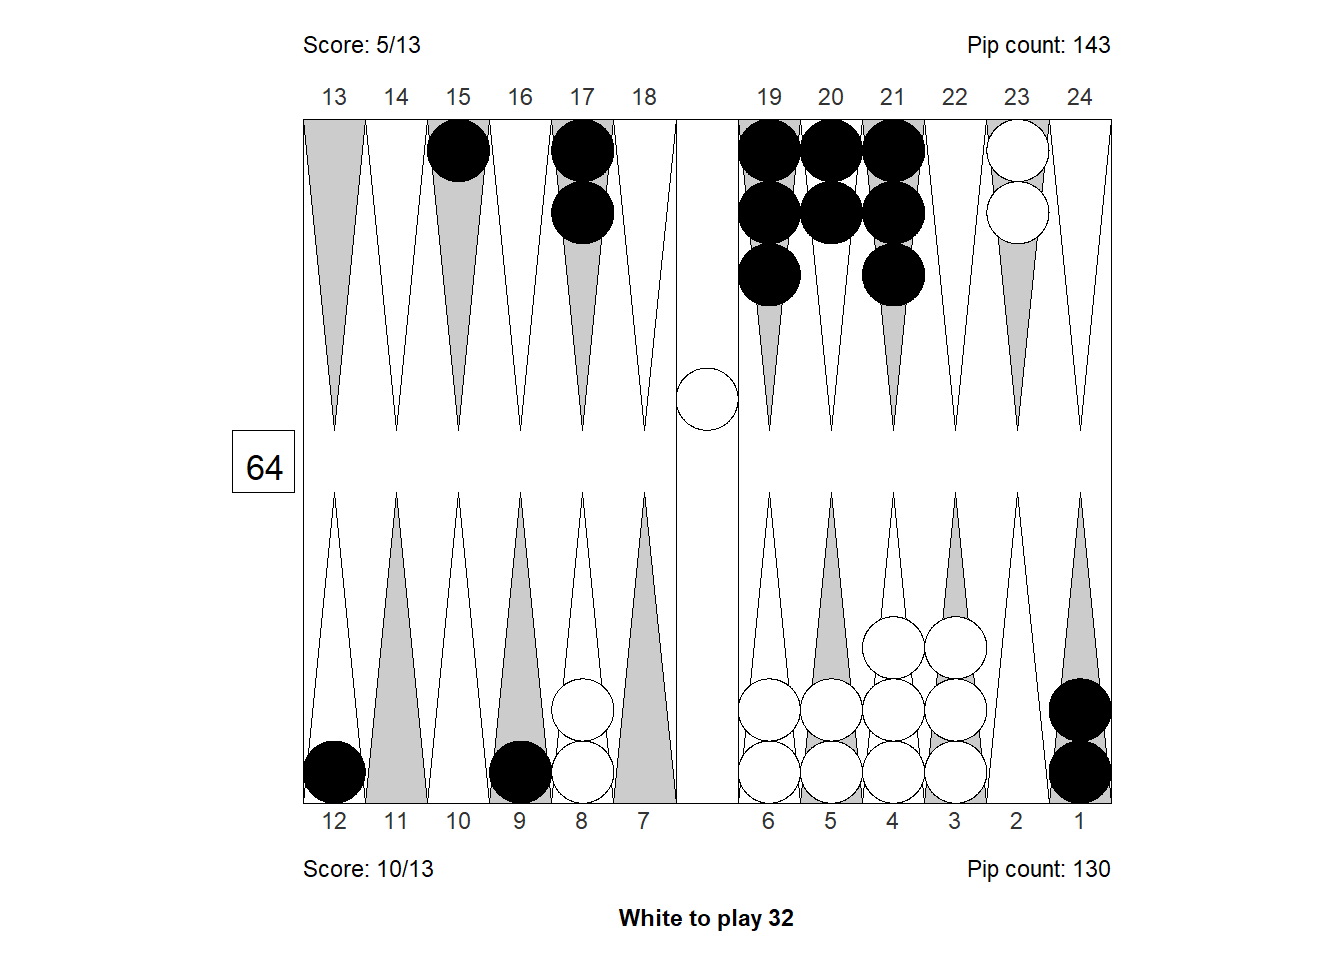 Score: 5/13 Pip count: 143
13 14 15 16 17 18 19 20 21 22 23 24
64
12 11 10 9 8 7 6 5 4 3 2 1
Score: 10/13 Pip count: 130
White to play 32